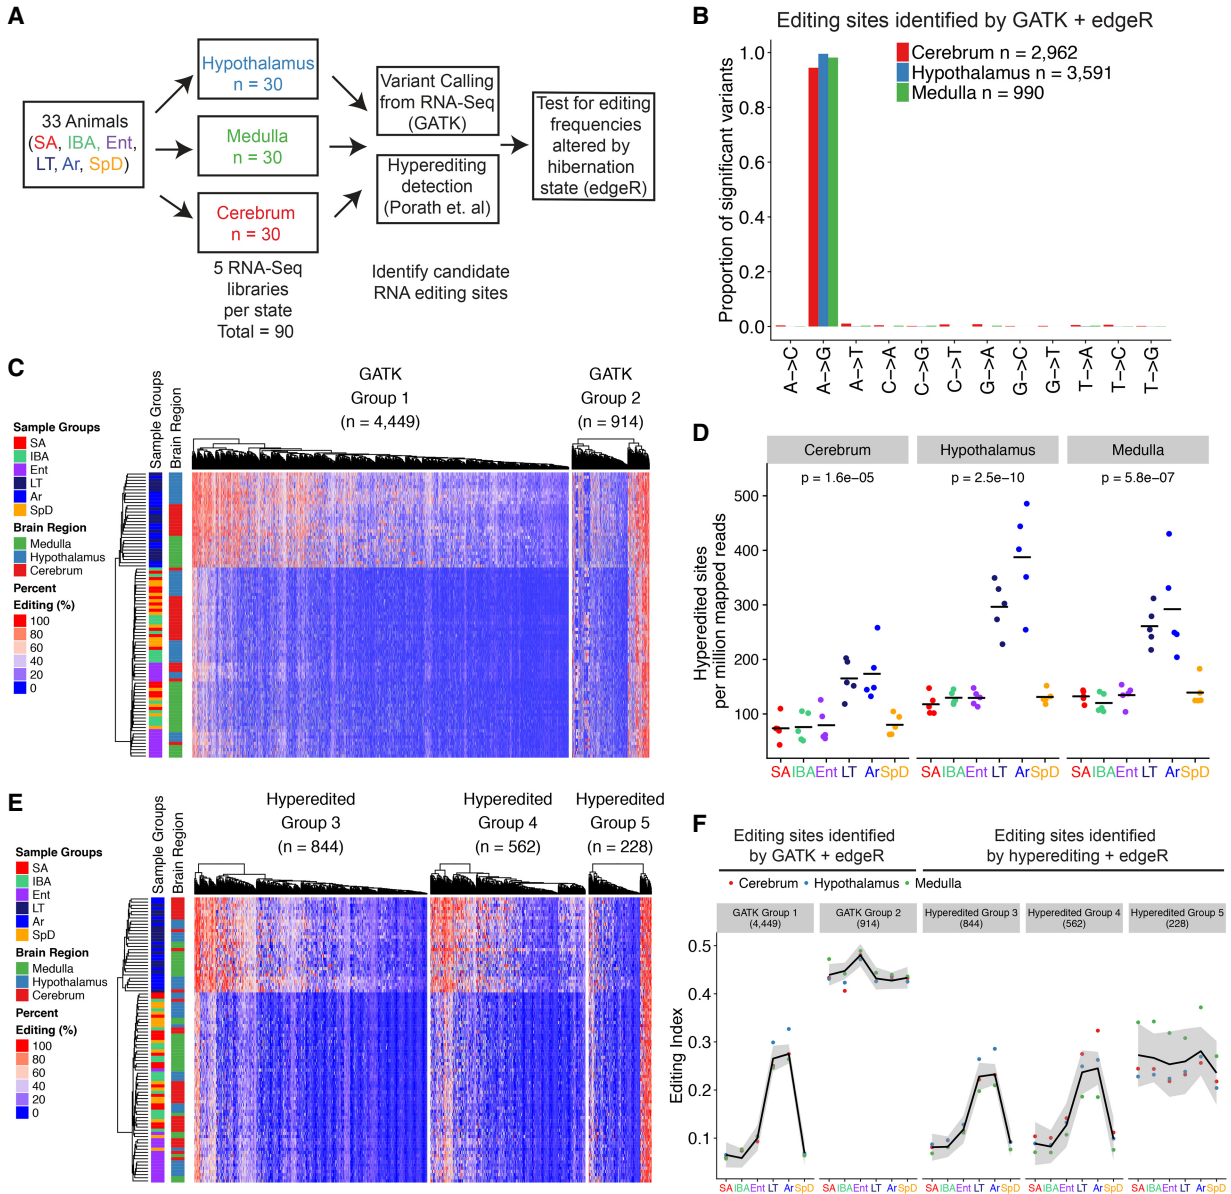 A
33 Animals
(SA, IBA, Ent,
LT, Ar, SpD)
Hypothalamus
n = 30
Medulla
n = 30
Cerebrum
n = 30
5 RNA-Seq
libraries
per state
Total = 90
Variant Calling
from RNA-Seq
(GATK)
Hyperediting
detection
(Porath et. al)
Identify candidate
RNA editing sites
Test for editing
frequencies
altered by
hibernation
state (edgeR)
B
Editing sites identified by GATK + edgeR
Cerebrum n = 2,962
Hypothalamus n = 3,591
Medulla n = 990
Proportion of significant variants
1.0
0.8
0.6
0.4
0.2
0.0
A−>C
A−>G
A−>T
C−>A
C−>G
C−>T
G−>A
G−>C
G−>T
T−>A
T−>C
T−>G
C
GATK
Group 1
(n = 4,449)
GATK
Group 2
(n = 914)
Sample Groups
Brain Region
Sample Groups
SA
IBA
Ent
LT
Ar
SpD
Brain Region
Medulla
Hypothalamus
Cerebrum
Percent
Editing (%)
100
80
60
40
20
0
D
Cerebrum
Hypothalamus
Medulla
p = 1.6e−05
p = 2.5e−10
p = 5.8e−07
Hyperedited sites
per million mapped reads
500
400
300
200
100
SA IBA Ent LT Ar SpD
SA IBA Ent LT Ar SpD
SA IBA Ent LT Ar SpD
E
Hyperedited
Group 3
(n = 844)
Hyperedited
Group 4
(n = 562)
Hyperedited
Group 5
(n = 228)
Sample Groups
Brain Region
Sample Groups
SA
IBA
Ent
LT
Ar
SpD
Brain Region
Medulla
Hypothalamus
Cerebrum
Percent
Editing (%)
100
80
60
40
20
0
F
Editing sites identified
by GATK + edgeR
Editing sites identified
by hyperediting + edgeR
Cerebrum Hypothalamus Medulla
GATK Group 1
(4,449)
GATK Group 2
(914)
Hyperedited Group 3
(844)
Hyperedited Group 4
(562)
Hyperedited Group 5
(228)
Editing Index
0.5
0.4
0.3
0.2
0.1
SA IBA Ent LT Ar SpD
SA IBA Ent LT Ar SpD
SA IBA Ent LT Ar SpD
SA IBA Ent LT Ar SpD
SA IBA Ent LT Ar SpD